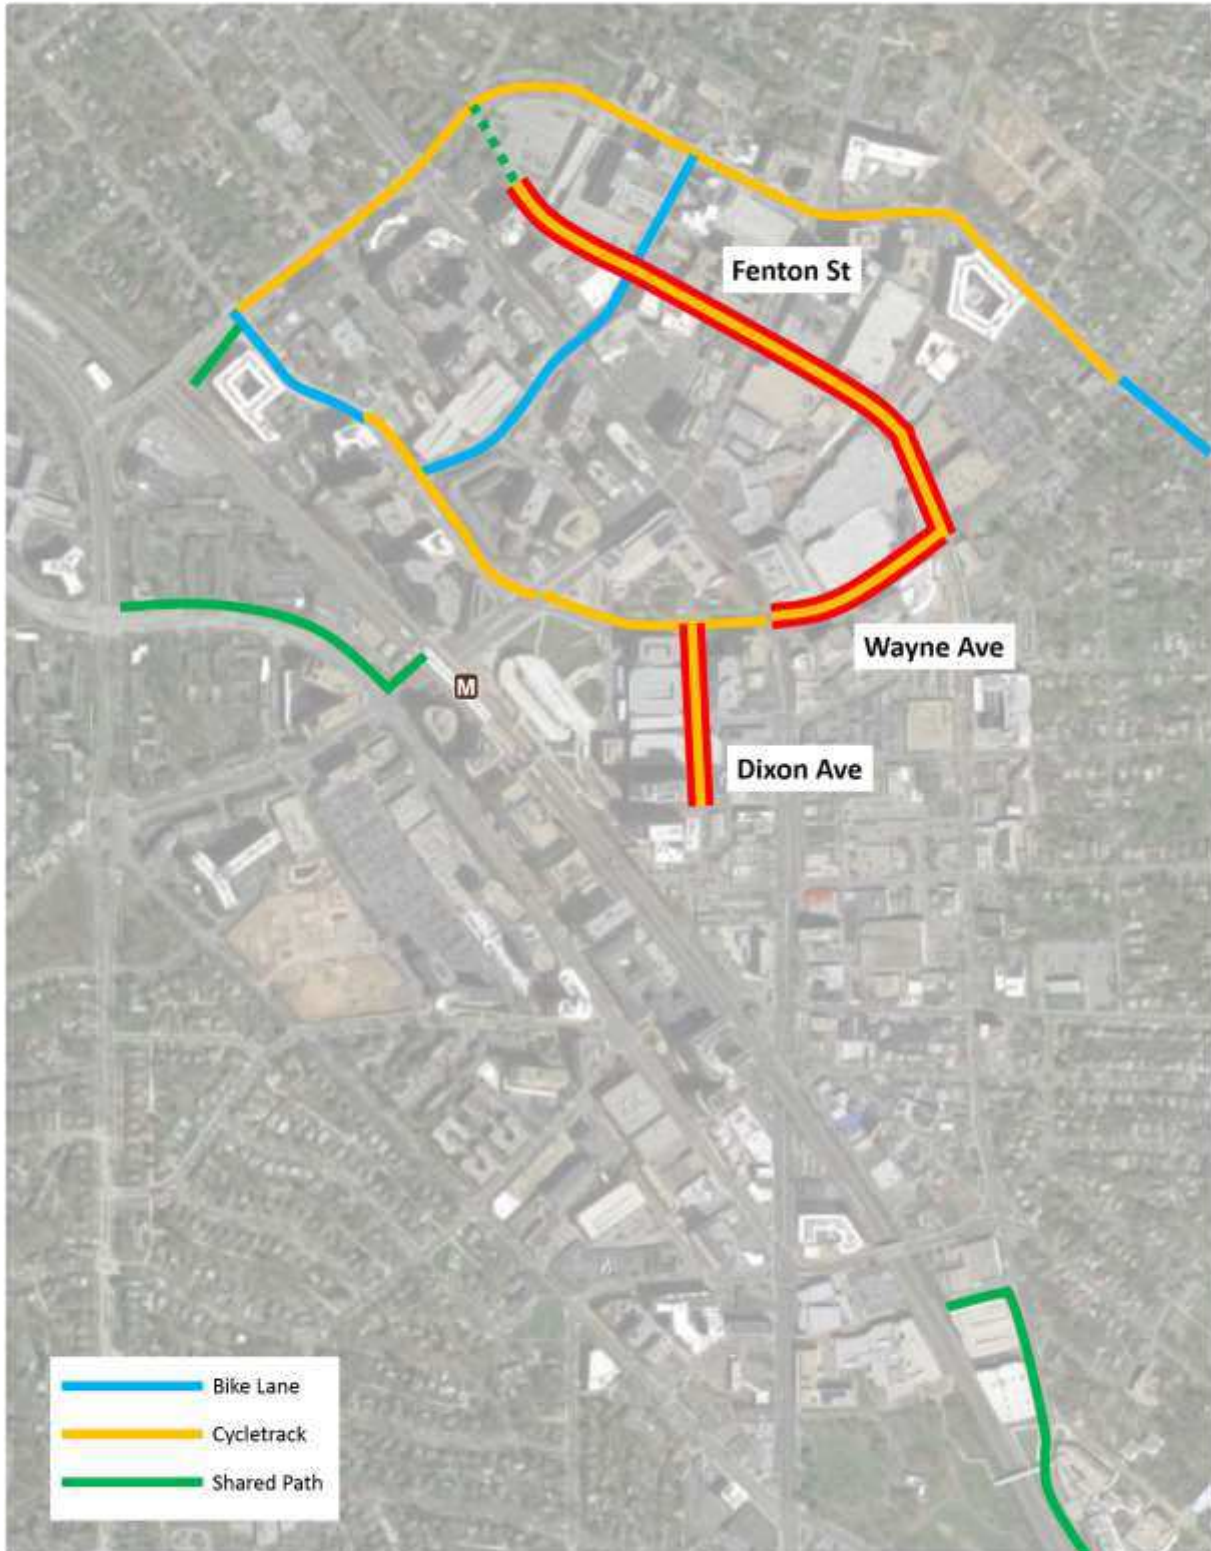 Fenton St
Wayne Ave
M
Dixon Ave
Bike Lane
Cycletrack
Shared Path